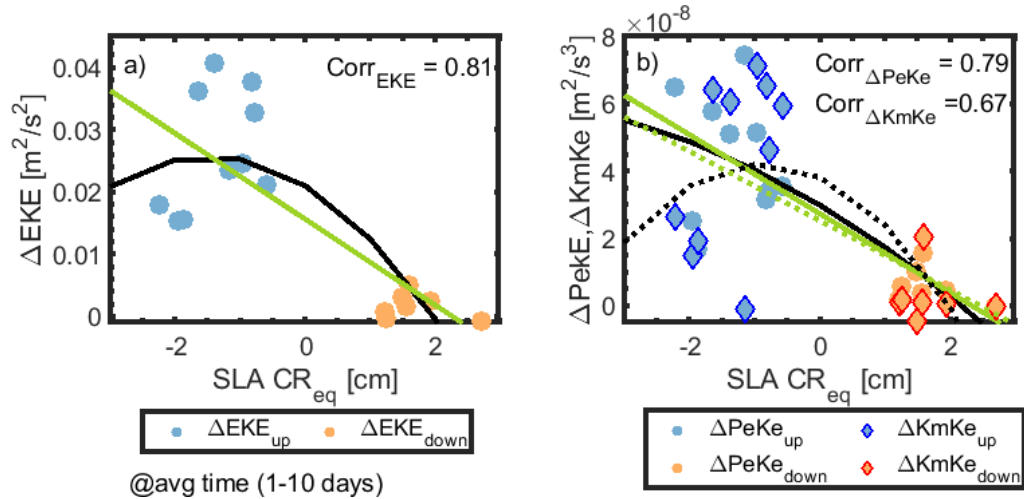 a)
Corr_EKE = 0.81
ΔEKE [m²/s²]
0.04
0.03
0.02
0.01
0
-2
0
2
SLA CR_eq [cm]
ΔEKE_up
ΔEKE_down
@avg time (1-10 days)
×10⁻⁸
b)
Corr_ΔPeKe = 0.79
Corr_ΔKmKe =0.67
ΔPekE,ΔKmKe [m²/s³]
8
6
4
2
0
-2
0
2
SLA CR_eq [cm]
ΔPeKe_up
ΔKmKe_up
ΔPeKe_down
ΔKmKe_down